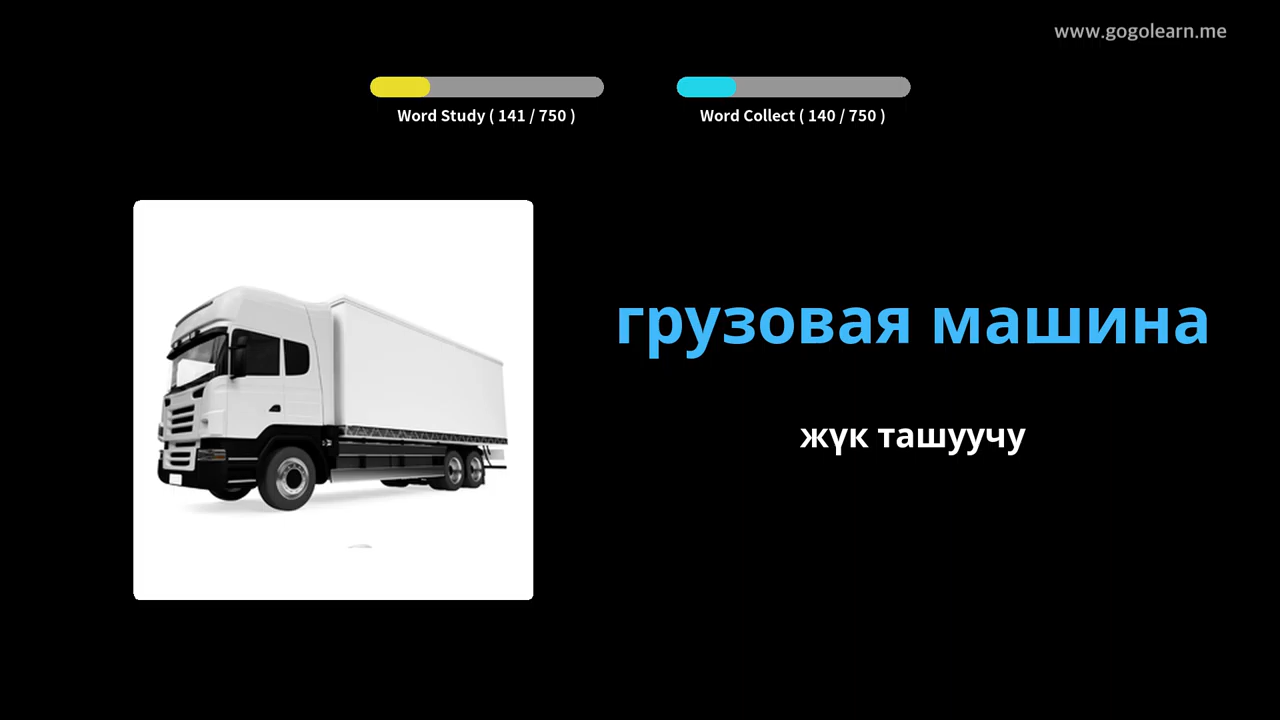 www.gogolearn.me
Word Study ( 141 / 750 )
Word Collect ( 140 / 750 )
грузовая машина
жүк ташуучу